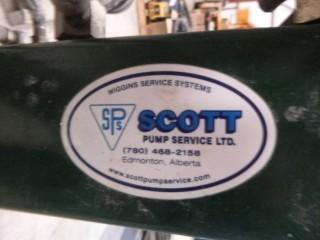 WIGGINS SERVICE SYSTEMS
SPS SCOTT
PUMP SERVICE LTD.
(780) 468-2158
Edmonton, Alberta
www.scottpumpservice.com